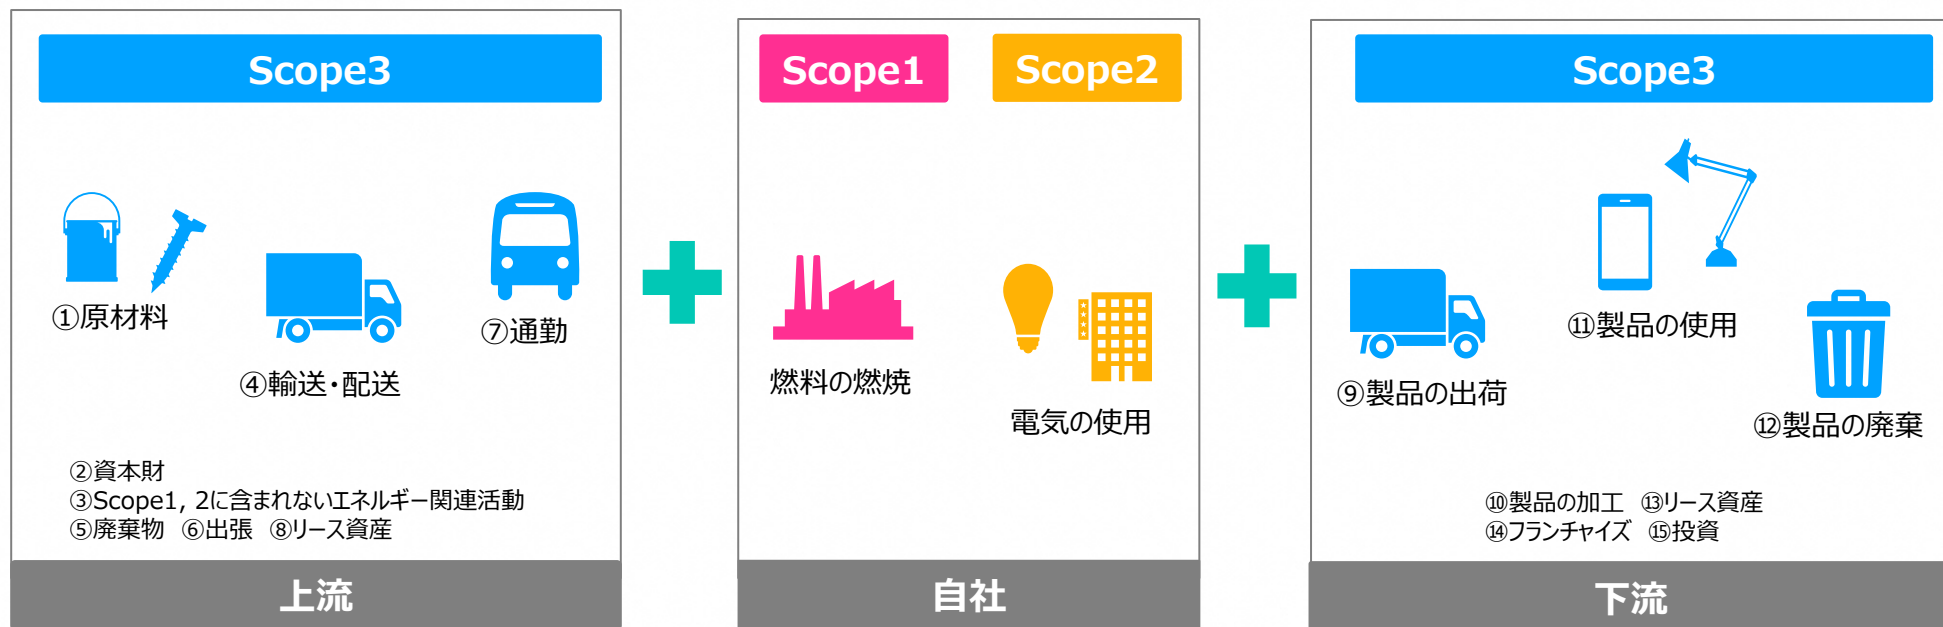 Scope3
①原材料
④輸送・配送
⑦通勤
②資本財
③Scope1, 2に含まれないエネルギー関連活動
⑤廃棄物 ⑥出張 ⑧リース資産
上流
Scope1
Scope2
燃料の燃焼
電気の使用
自社
Scope3
⑨製品の出荷
⑪製品の使用
⑫製品の廃棄
⑩製品の加工 ⑬リース資産
⑭フランチャイズ ⑮投資
下流